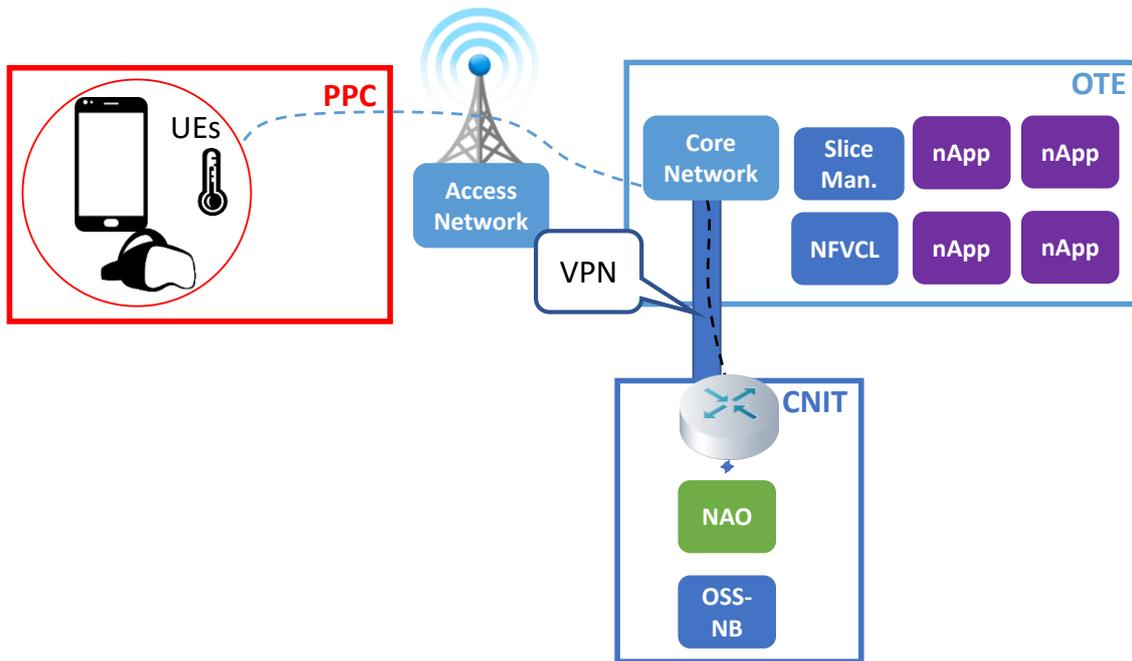 PPC
UEs
Access
Network
OTE
Core
Network
Slice
Man.
nApp
nApp
NFVCL
nApp
nApp
VPN
CNIT
NAO
OSS-
NB